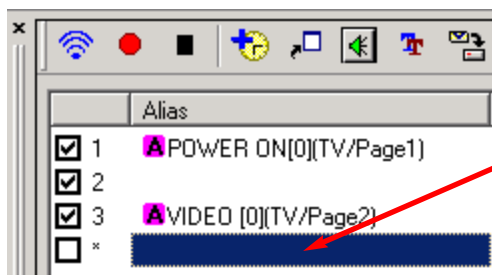 Alias
1 A POWER ON[0](TV/Page1)
2
3 A VIDEO [0](TV/Page2)
*